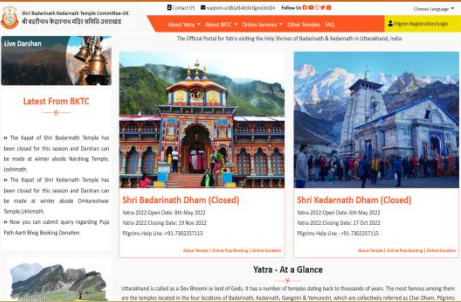 Shri Badarinath Kedarnath Temple Committee-UK
श्री बद्रीनाथ केदारनाथ मंदिर समिति-उत्तराखंड
Contact US
Follow Us
Choose Language
About Yatra
About BKTC
Online Services
Other Temples
FAQ
Pilgrim Registration/Login
The Official Portal for Yatra visiting the Holy Shrines of Badarinath & Kedarnath in Uttarakhand, India
Live Darshan
Latest From BKTC
» The Kapat of Shri Badarinath Temple has
been closed for this season and Darshan can
be made at winter abode Narshing Temple,
Joshimath.
» The Kapat of Shri Kedarnath Temple has
been closed for this season and Darshan can
be made at winter abode Omkareshwar
Temple,Ukhimath.
» Now you can submit query regarding Puja
Path Aarti Bhog Booking Donation
Shri Badarinath Dham (Closed)
Yatra-2022:Open Date: 8th May 2022
Yatra-2022:Closing Date: 19 Nov 2022
Pilgrims Help Line :+91-7302257115
About Temple | Online Puja Booking | Online Donation
Shri Kedarnath Dham (Closed)
Yatra-2022:Open Date: 6th May 2022
Yatra-2022:Closing Date: 27 Oct 2022
Pilgrims Help Line : +91-7302257115
About Temple | Online Puja Booking | Online Donation
Yatra - At a Glance
Uttarakhand is called as a Dev Bhoomi ie land of Gods. It has a number of temples dating back to thousands of years. The most famous among them
are the temples located in the four locations of Badarinath, Kedarnath, Gangotri & Yamunotri, which are collectively referred as Char Dham. Pilgrims